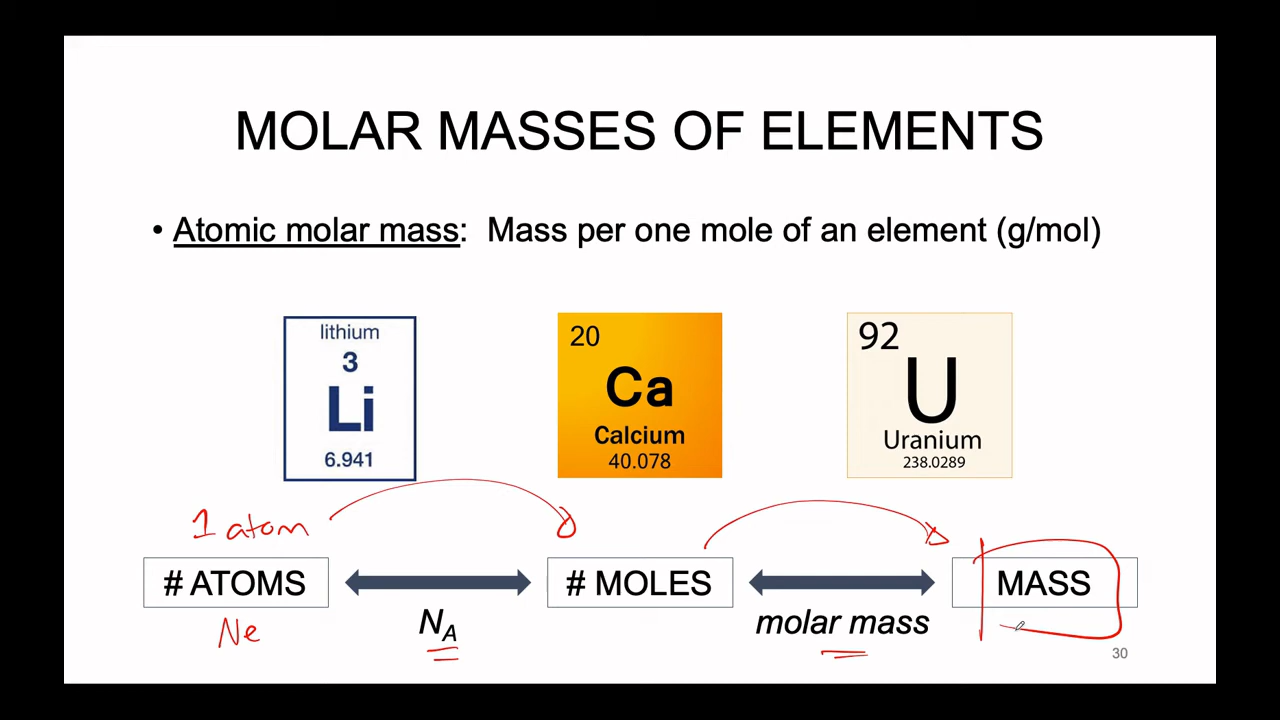 MOLAR MASSES OF ELEMENTS
• Atomic molar mass: Mass per one mole of an element (g/mol)
lithium
3
Li
6.941
20
Ca
Calcium
40.078
92
U
Uranium
238.0289
1 atom
# ATOMS
# MOLES
MASS
Ne
NA
molar mass
30